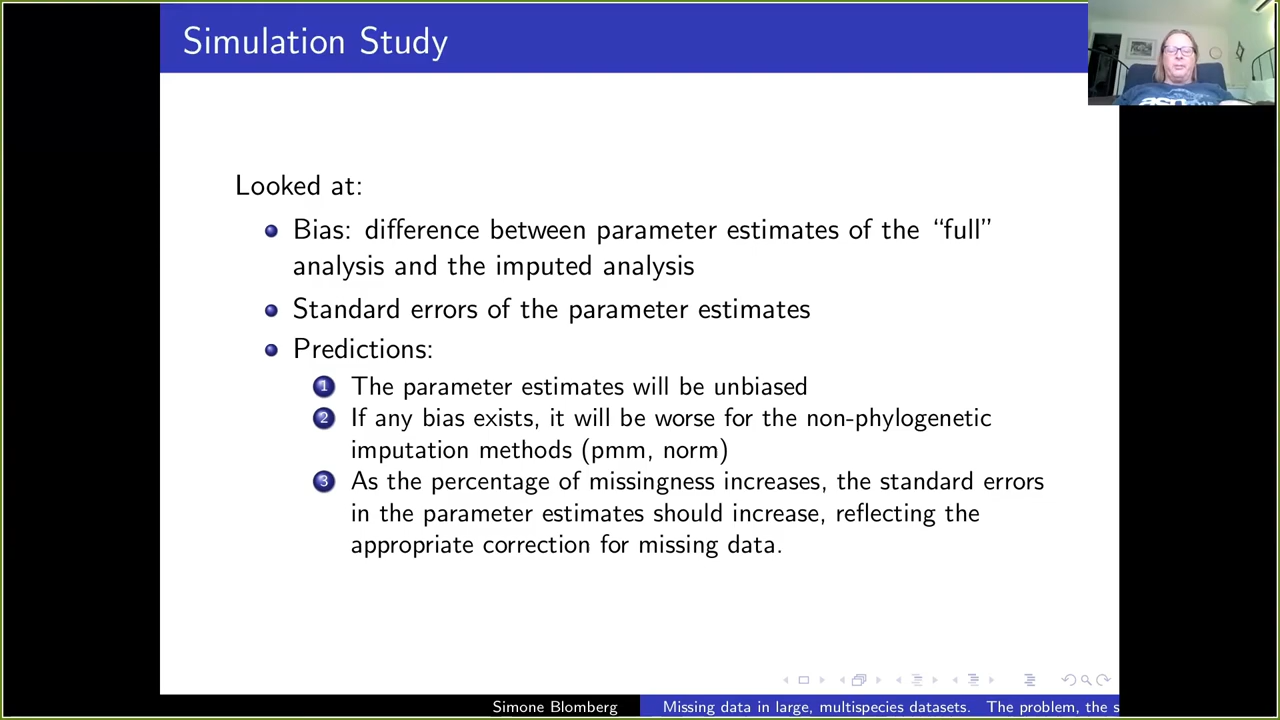 Simulation Study
Looked at:
Bias: difference between parameter estimates of the “full”
analysis and the imputed analysis
Standard errors of the parameter estimates
Predictions:
1 The parameter estimates will be unbiased
2 If any bias exists, it will be worse for the non-phylogenetic
imputation methods (pmm, norm)
3 As the percentage of missingness increases, the standard errors
in the parameter estimates should increase, reflecting the
appropriate correction for missing data.
Simone Blomberg
Missing data in large, multispecies datasets. The problem, the s